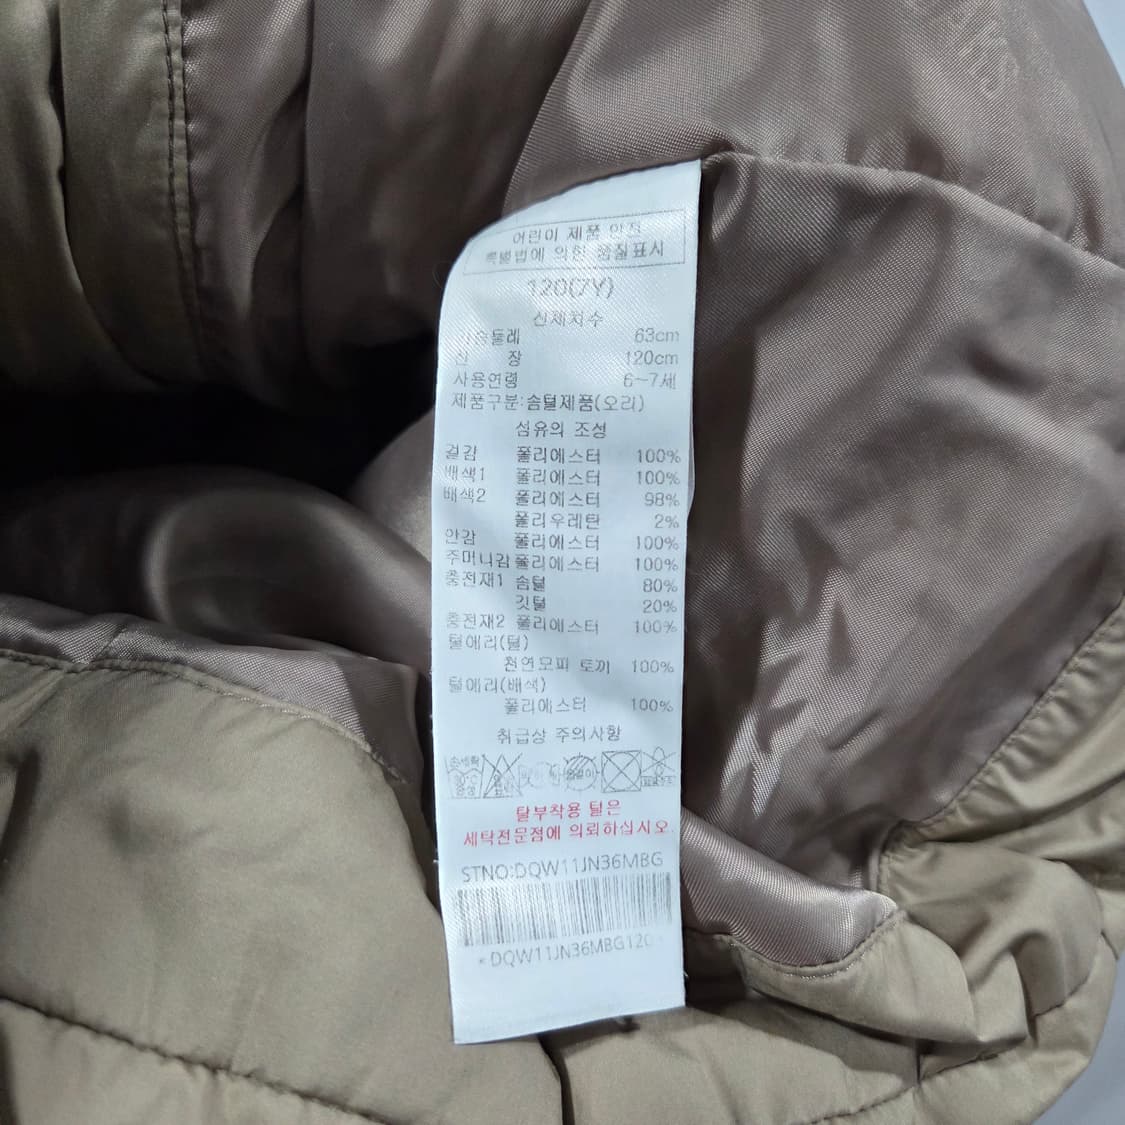 어린이 제품 안전
특별법에 의한 품질표시
120(7Y)
신체치수
가슴둘레 63cm
신 장 120cm
사용연령 6~7세
제품구분:솜털제품(오리)
섬유의 조성
겉감 폴리에스터 100%
배색1 폴리에스터 100%
배색2 폴리에스터 98%
폴리우레탄 2%
안감 폴리에스터 100%
주머니감 폴리에스터 100%
충전재1 솜털 80%
깃털 20%
충전재2 폴리에스터 100%
털애리(털)
천연모피 토끼 100%
털애리(배색)
폴리에스터 100%
취급상 주의사항
손세탁
중성
탈부착용 털은
세탁전문점에 의뢰하십시오.
STNO:DQW11JN36MBG
*DQW11JN36MBG120*